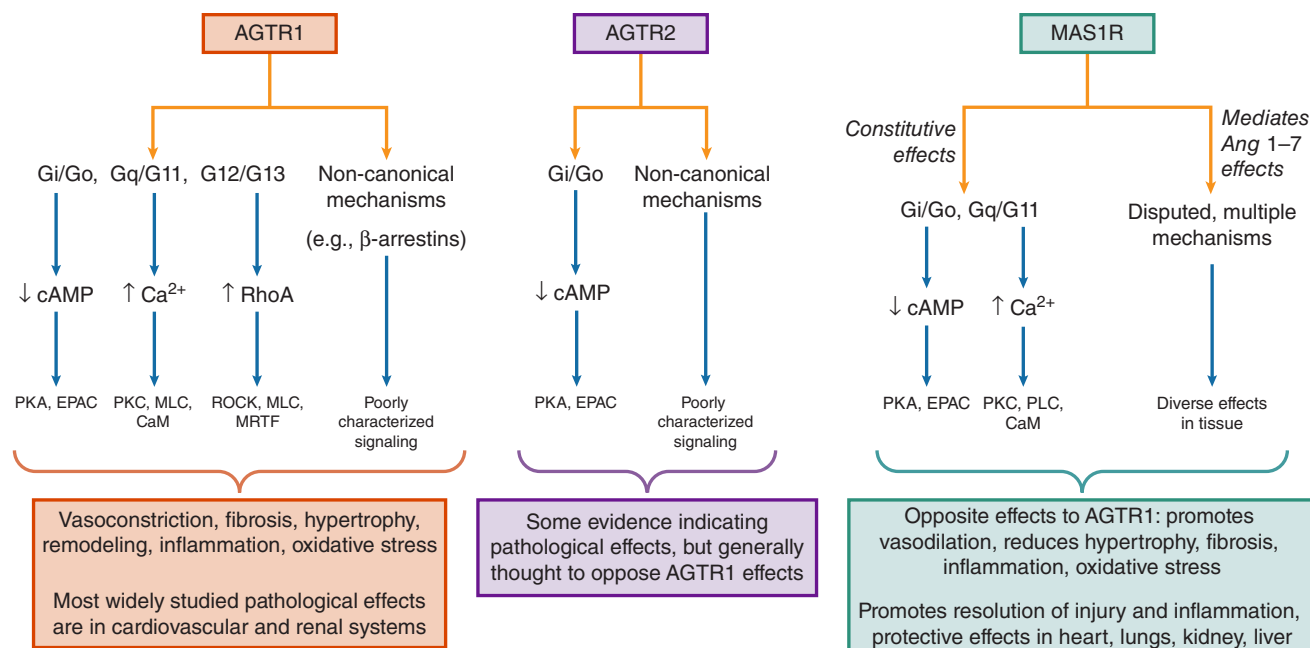 AGTR1
Gi/Go, Gq/G11, G12/G13
Non-canonical
mechanisms
(e.g., β-arrestins)
↓ cAMP
↑ Ca²⁺
↑ RhoA
PKA, EPAC
PKC, MLC,
CaM
ROCK, MLC,
MRTF
Poorly
characterized
signaling
Vasoconstriction, fibrosis, hypertrophy,
remodeling, inflammation, oxidative stress
Most widely studied pathological effects
are in cardiovascular and renal systems
AGTR2
Gi/Go
Non-canonical
mechanisms
↓ cAMP
PKA, EPAC
Poorly
characterized
signaling
Some evidence indicating
pathological effects, but generally
thought to oppose AGTR1 effects
MAS1R
Constitutive
effects
Mediates
Ang 1–7
effects
Gi/Go, Gq/G11
Disputed, multiple
mechanisms
↓ cAMP
↑ Ca²⁺
PKA, EPAC
PKC, PLC,
CaM
Diverse effects
in tissue
Opposite effects to AGTR1: promotes
vasodilation, reduces hypertrophy, fibrosis,
inflammation, oxidative stress
Promotes resolution of injury and inflammation,
protective effects in heart, lungs, kidney, liver